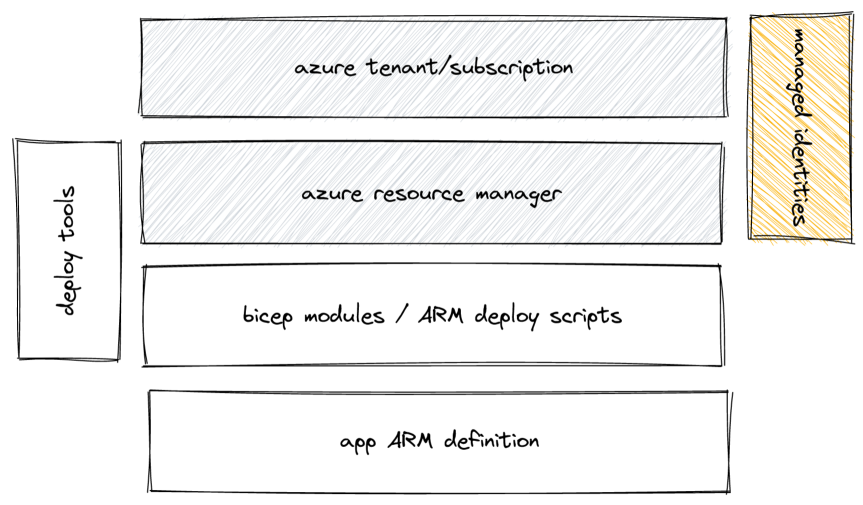 azure tenant/subscription
managed identities
deploy tools
azure resource manager
bicep modules / ARM deploy scripts
app ARM definition